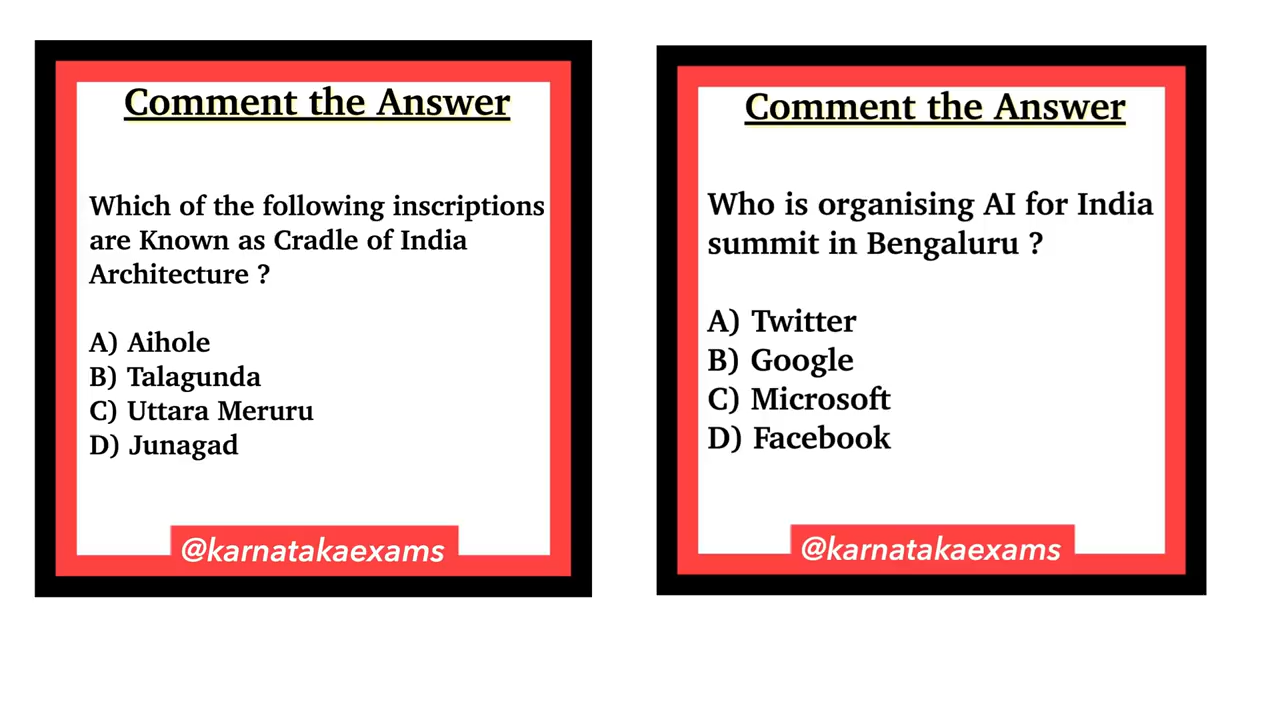 Comment the Answer
Which of the following inscriptions
are Known as Cradle of India
Architecture ?
A) Aihole
B) Talagunda
C) Uttara Meruru
D) Junagad
@karnatakaexams
Comment the Answer
Who is organising AI for India
summit in Bengaluru ?
A) Twitter
B) Google
C) Microsoft
D) Facebook
@karnatakaexams